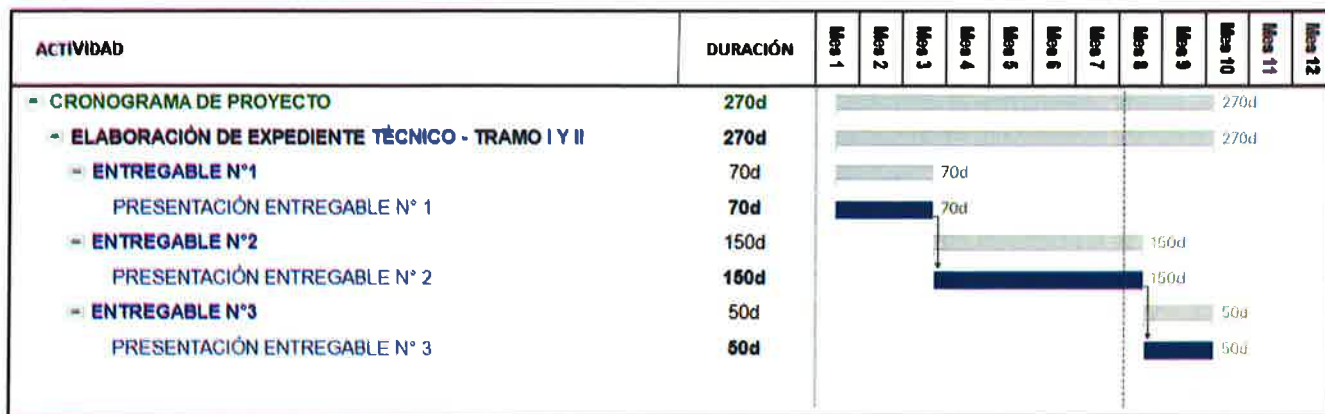 ACTIVIDAD DURACIÓN Mes 1 Mes 2 Mes 3 Mes 4 Mes 5 Mes 6 Mes 7 Mes 8 Mes 9 Mes 10 Mes 11 Mes 12
- CRONOGRAMA DE PROYECTO 270d 270d
- ELABORACIÓN DE EXPEDIENTE TÉCNICO - TRAMO I Y II 270d 270d
- ENTREGABLE N°1 70d 70d
PRESENTACIÓN ENTREGABLE N° 1 70d 70d
- ENTREGABLE N°2 150d 150d
PRESENTACIÓN ENTREGABLE N° 2 150d 150d
- ENTREGABLE N°3 50d 50d
PRESENTACIÓN ENTREGABLE N° 3 50d 50d